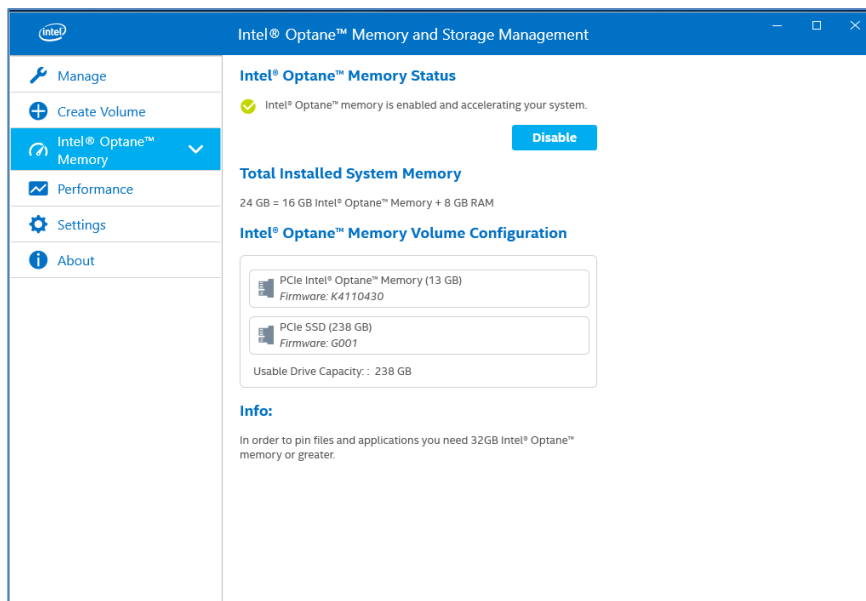 intel
Intel® Optane™ Memory and Storage Management
Manage
Create Volume
Intel® Optane™
Memory
Performance
Settings
About
Intel® Optane™ Memory Status
Intel® Optane™ memory is enabled and accelerating your system.
Disable
Total Installed System Memory
24 GB = 16 GB Intel® Optane™ Memory + 8 GB RAM
Intel® Optane™ Memory Volume Configuration
PCIe Intel® Optane™ Memory (13 GB)
Firmware: K4110430
PCIe SSD (238 GB)
Firmware: G001
Usable Drive Capacity: : 238 GB
Info:
In order to pin files and applications you need 32GB Intel® Optane™
memory or greater.